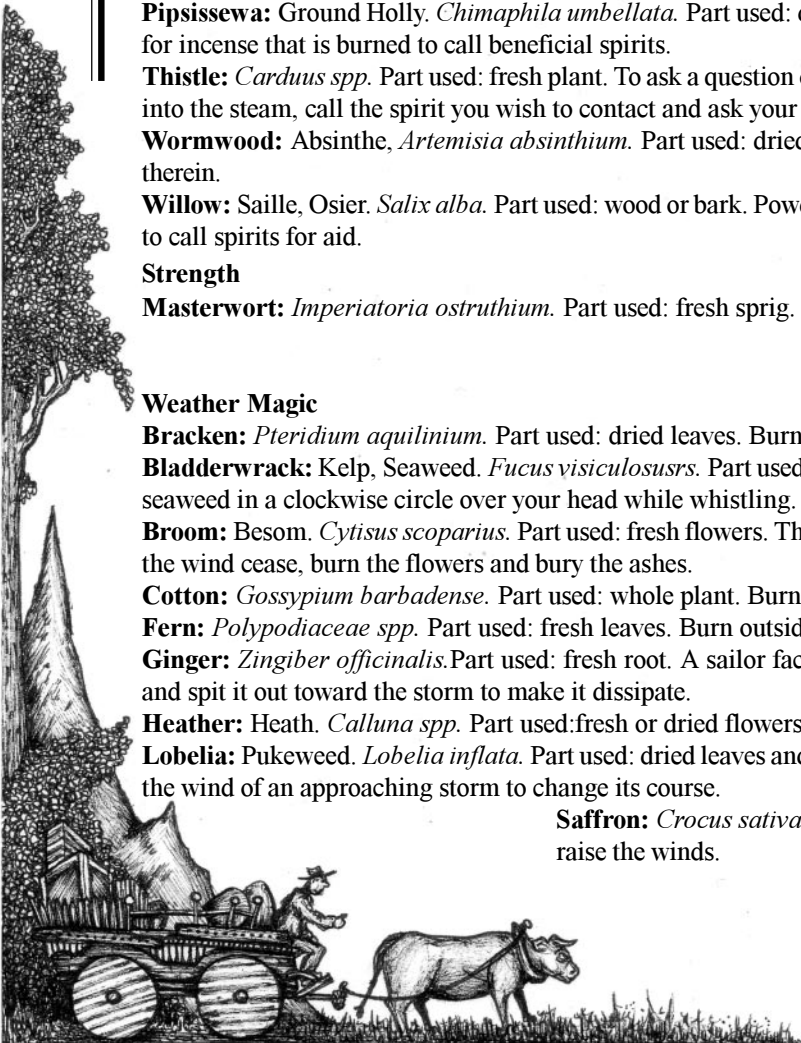 Pipsissewa: Ground Holly. Chimaphila umbellata. Part used:
for incense that is burned to call beneficial spirits.
Thistle: Carduus spp. Part used: fresh plant. To ask a question
into the steam, call the spirit you wish to contact and ask your
Wormwood: Absinthe, Artemisia absinthium. Part used: dried
therein.
Willow: Saille, Osier. Salix alba. Part used: wood or bark.
to call spirits for aid.
Strength
Masterwort: Imperiatoria ostruthium. Part used: fresh sprig.
Weather Magic
Bracken: Pteridium aquilinium. Part used: dried leaves. Burn
Bladderwrack: Kelp, Seaweed. Fucus visiculosusrs. Part used
seaweed in a clockwise circle over your head while whistling.
Broom: Besom. Cytisus scoparius. Part used: fresh flowers.
the wind cease, burn the flowers and bury the ashes.
Cotton: Gossypium barbadense. Part used: whole plant. Burn
Fern: Polypodiaceae spp. Part used: fresh leaves. Burn
Ginger: Zingiber officinalis.Part used: fresh root. A sailor
and spit it out toward the storm to make it dissipate.
Heather: Heath. Calluna spp. Part used:fresh or dried flowers
Lobelia: Pukeweed. Lobelia inflata. Part used: dried leaves
the wind of an approaching storm to change its course.
Saffron: Crocus sativa
raise the winds.